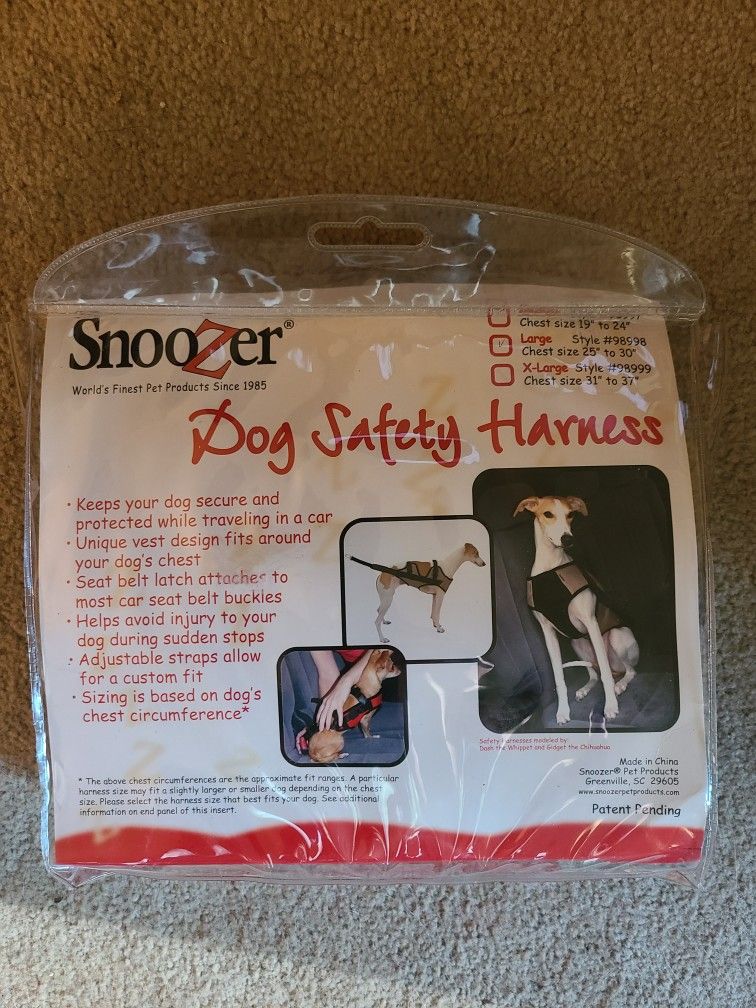 SnooZer®
World's Finest Pet Products Since 1985
Chest size 19" to 24"
Large Style #98998
Chest size 25" to 30"
X-Large Style #98999
Chest size 31" to 37"
Dog Safety Harness
· Keeps your dog secure and
protected while traveling in a car
· Unique vest design fits around
your dog's chest
· Seat belt latch attaches to
most car seat belt buckles
· Helps avoid injury to your
dog during sudden stops
· Adjustable straps allow
for a custom fit
· Sizing is based on dog's
chest circumference*
Safety Harnesses modeled by:
Dash the Whippet and Gidget the Chihuahua
* The above chest circumferences are the approximate fit ranges. A particular
harness size may fit a slightly larger or smaller dog depending on the chest
size. Please select the harness size that best fits your dog. See additional
information on end panel of this insert.
Made in China
Snoozer® Pet Products
Greenville, SC 29605
www.snoozerpetproducts.com
Patent Pending